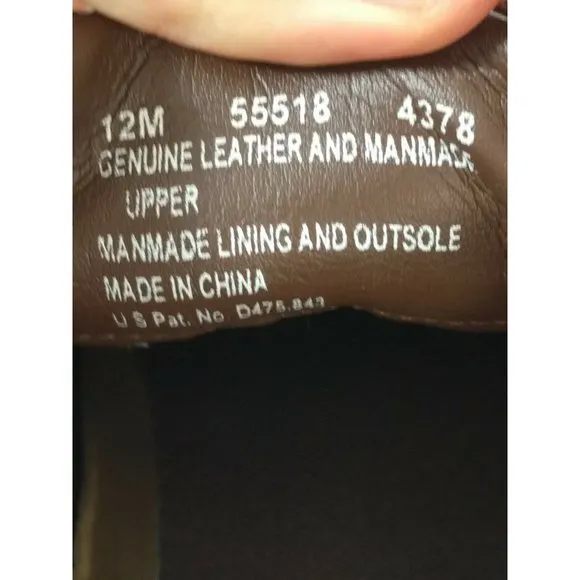 12M 55518 4378
GENUINE LEATHER AND MANMADE
UPPER
MANMADE LINING AND OUTSOLE
MADE IN CHINA
U S Pat. No. D475,843